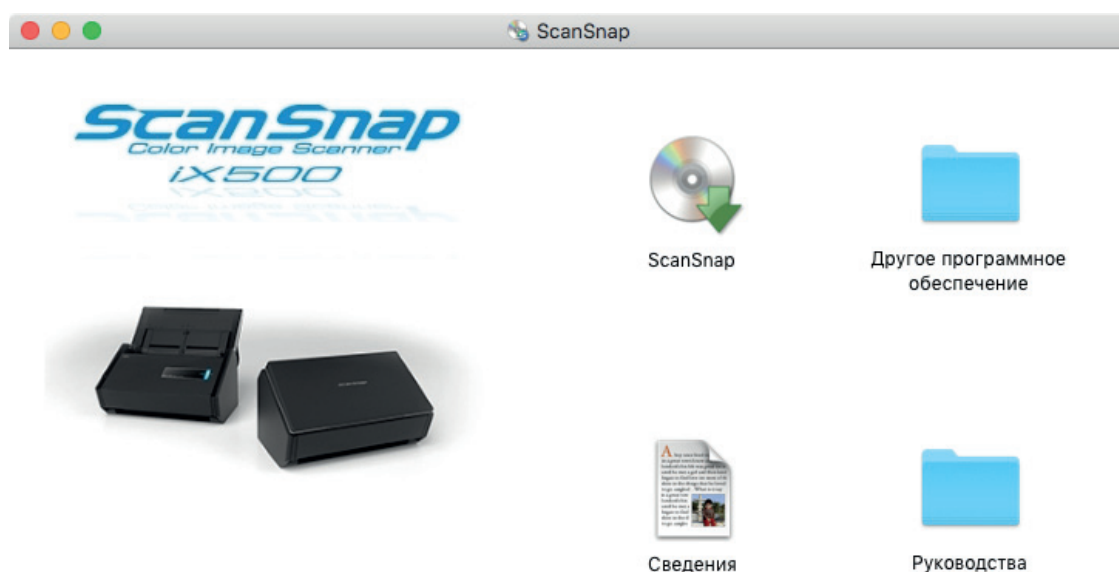 ScanSnap
ScanSnap
Color Image Scanner
iX500
ScanSnap
Другое программное
обеспечение
Сведения
Руководства